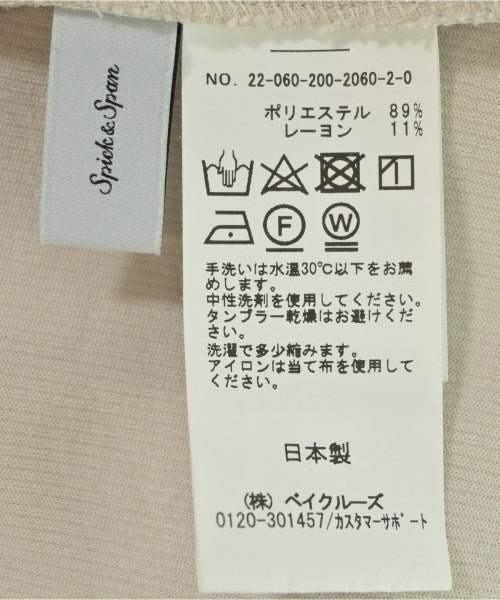 Spick & Span
NO. 22-060-200-2060-2-0
ポリエステル 89%
レーヨン 11%
F
W
手洗いは水温30℃以下をお薦
めします。
中性洗剤を使用してください。
タンブラー乾燥はお避けくだ
さい。
洗濯で多少縮みます。
アイロンは当て布を使用して
ください。
日本製
(株) ベイクルーズ
0120-301457/カスタマーサポート